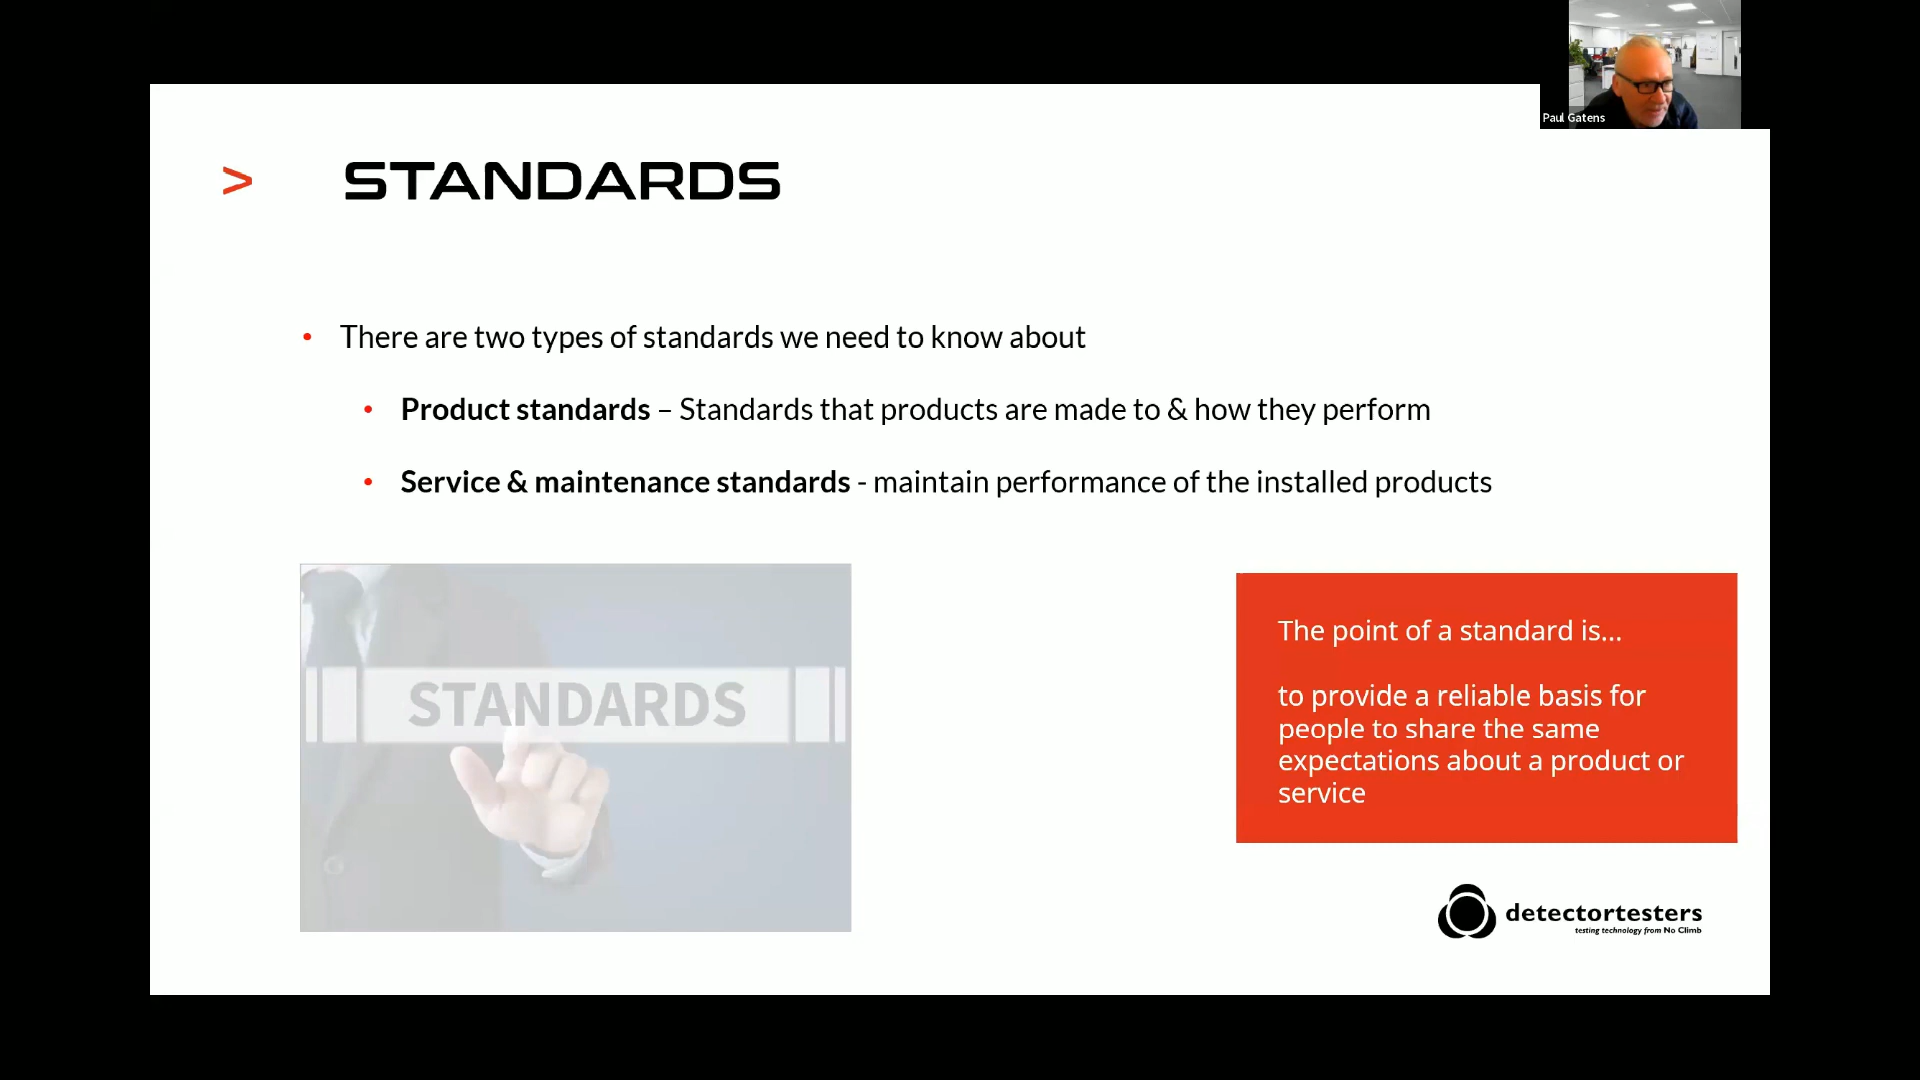 Paul Gatens
> STANDARDS
• There are two types of standards we need to know about
• Product standards – Standards that products are made to & how they perform
• Service & maintenance standards - maintain performance of the installed products
STANDARDS
The point of a standard is...
to provide a reliable basis for
people to share the same
expectations about a product or
service
detectortesters
testing technology from No Climb